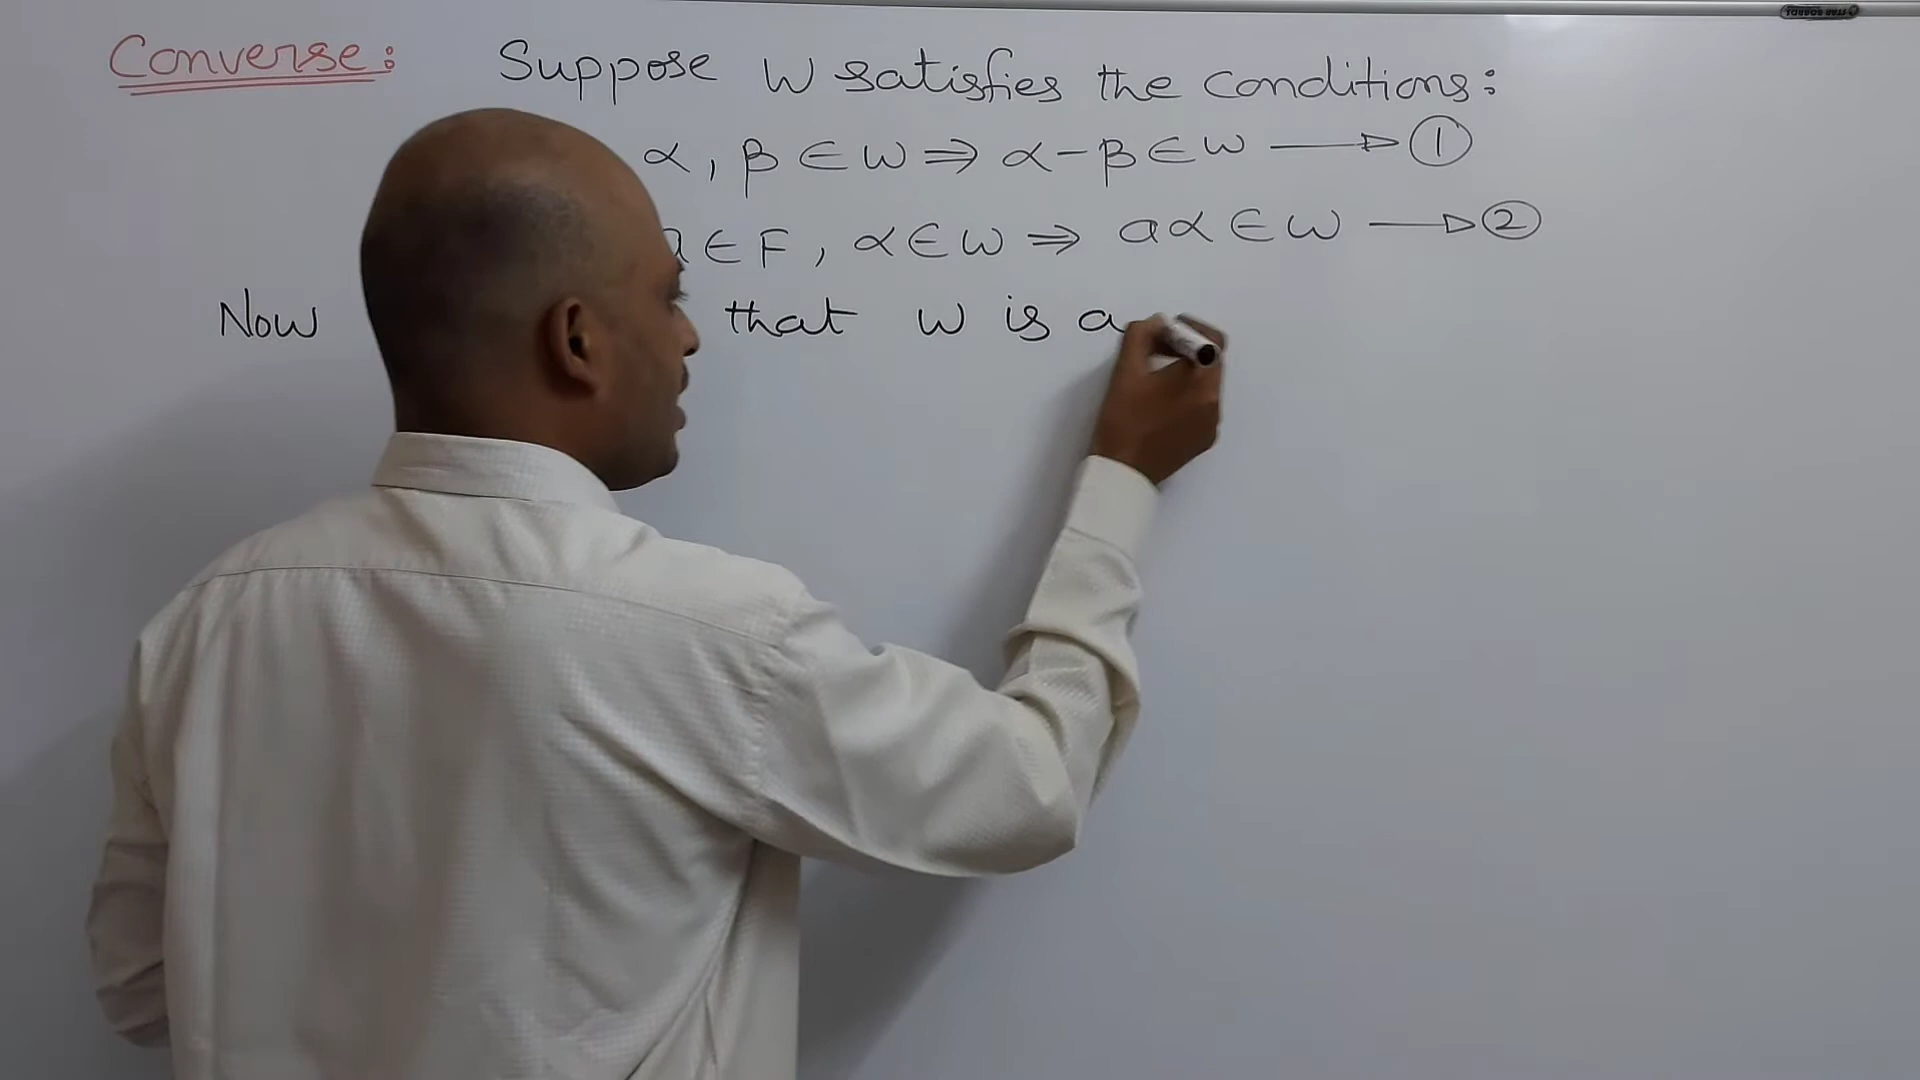 Converse: Suppose W satisfies the conditions:
α, β ∈ W ⇒ α-β ∈ W ①
a ∈ F, α ∈ W ⇒ aα ∈ W ②
Now that W is a